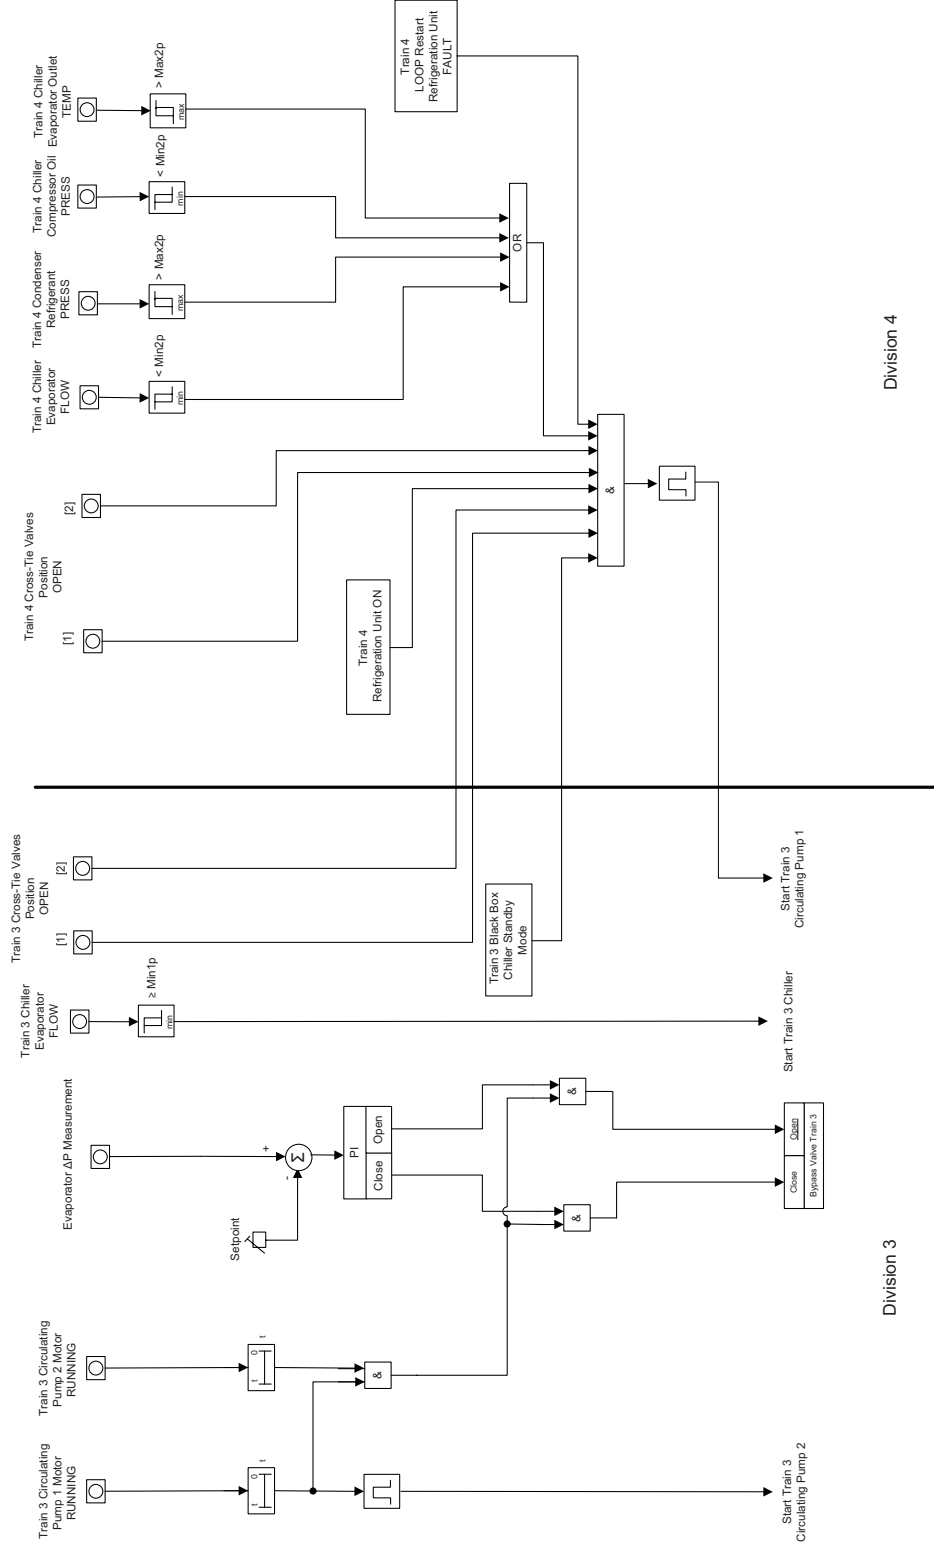 Train 3 Circulating
Pump 1 Motor
RUNNING
Train 3 Circulating
Pump 2 Motor
RUNNING
Evaporator ΔP Measurement
Train 3 Chiller
Evaporator
FLOW
Train 3 Cross-Tie Valves
Position
OPEN
[1]
[2]
Train 4 Cross-Tie Valves
Position
OPEN
[1]
[2]
Train 4 Chiller
Evaporator
FLOW
Train 4 Condenser
Refrigerant
PRESS
Train 4 Chiller
Compressor Oil
PRESS
Train 4 Chiller
Evaporator Outlet
TEMP
≥ Min1p
min
< Min2p
min
> Max2p
max
< Min2p
min
> Max2p
max
t 0
t
t 0
t
Setpoint
-
+
Σ
PI
Close
Open
Train 4
Refrigeration Unit ON
Train 4
LOOP Restart
Refrigeration Unit
FAULT
&
Train 3 Black Box
Chiller Standby
Mode
OR
&
&
&
Start Train 3
Circulating Pump 2
Close
Open
Bypass Valve Train 3
Start Train 3 Chiller
Start Train 3
Circulating Pump 1
Division 3
Division 4